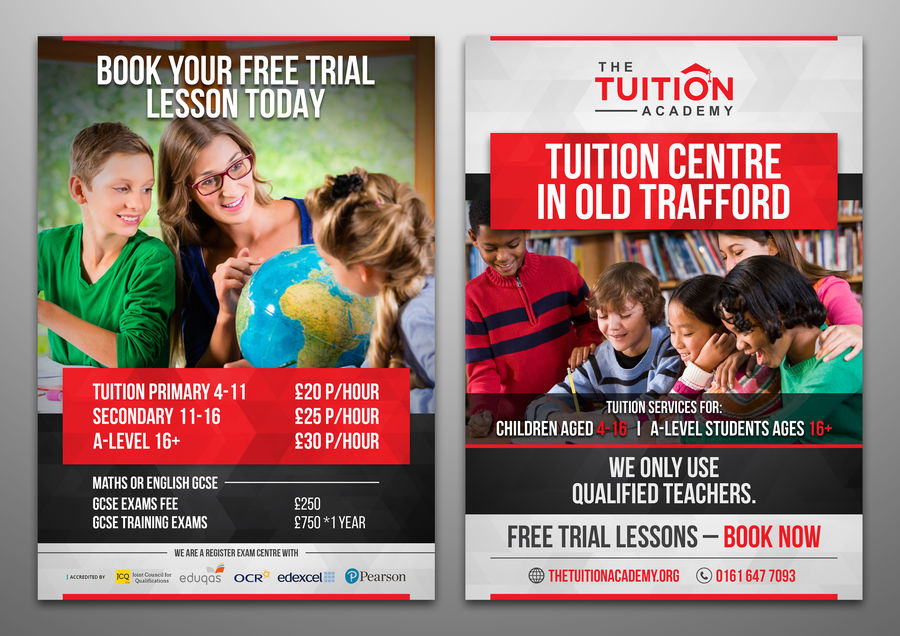 BOOK YOUR FREE TRIAL
LESSON TODAY
TUITION PRIMARY 4-11 £20 P/HOUR
SECONDARY 11-16 £25 P/HOUR
A-LEVEL 16+ £30 P/HOUR
MATHS OR ENGLISH GCSE
GCSE EXAMS FEE £250
GCSE TRAINING EXAMS £750 *1 YEAR
WE ARE A REGISTER EXAM CENTRE WITH
ACCREDITED BY JCQ Joint Council for Qualifications eduqas OCR edexcel Pearson
THE
TUITION
ACADEMY
TUITION CENTRE
IN OLD TRAFFORD
TUITION SERVICES FOR:
CHILDREN AGED 4-16 | A-LEVEL STUDENTS AGES 16+
WE ONLY USE
QUALIFIED TEACHERS.
FREE TRIAL LESSONS – BOOK NOW
THETUITIONACADEMY.ORG 0161 647 7093